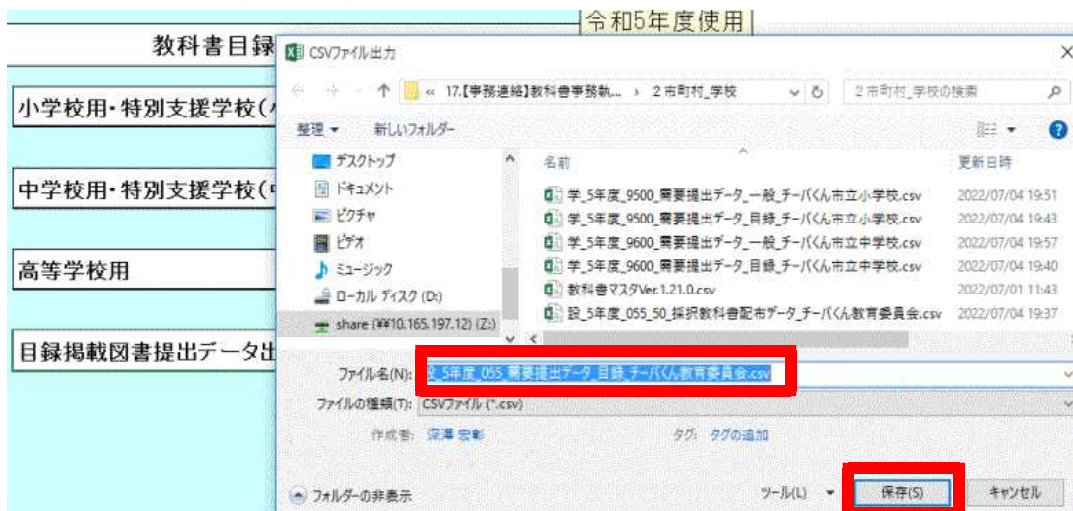 令和5年度使用
教科書目録
CSVファイル出力
小学校用・特別支援学校(
« 17.【事務連絡】教科書事務執... › 2 市町村_学校
2 市町村_学校の検索
整理 新しいフォルダー
デスクトップ
ドキュメント
ピクチャ
ビデオ
ミュージック
ローカル ディスク (D:)
share (¥¥10.165.197.12) (Z:)
名前 更新日時
学_5年度_9500_需要提出データ_一般_チーバくん市立小学校.csv 2022/07/04 19:51
学_5年度_9500_需要提出データ_目録_チーバくん市立小学校.csv 2022/07/04 19:43
学_5年度_9600_需要提出データ_一般_チーバくん市立中学校.csv 2022/07/04 19:57
学_5年度_9600_需要提出データ_目録_チーバくん市立中学校.csv 2022/07/04 19:40
教科書マスタVer.1.21.0.csv 2022/07/01 11:43
設_5年度_055_50_採択教科書配布データ_チーバくん教育委員会.csv 2022/07/04 19:37
中学校用・特別支援学校(
高等学校用
目録掲載図書提出データ出
ファイル名(N): 設_5年度_055_需要提出データ_目録_チーバくん教育委員会.csv
ファイルの種類(T): CSVファイル (*.csv)
作成者: 深澤 宏彰 タグ: タグの追加
フォルダーの非表示 ツール(L) 保存(S) キャンセル